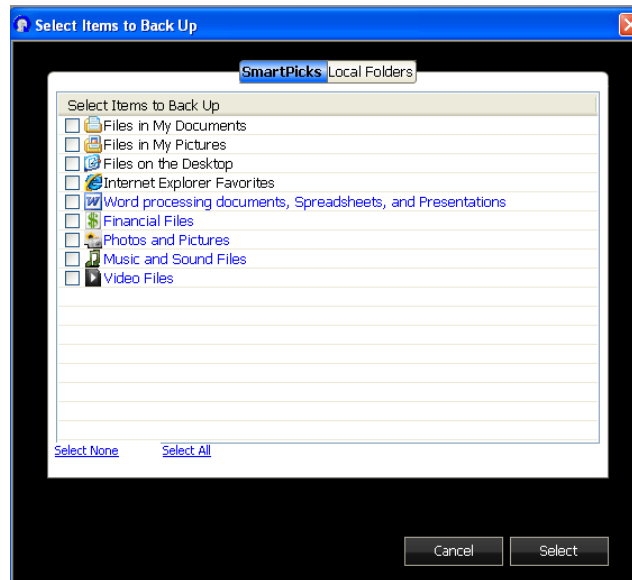 Select Items to Back Up
SmartPicks Local Folders
Select Items to Back Up
Files in My Documents
Files in My Pictures
Files on the Desktop
Internet Explorer Favorites
Word processing documents, Spreadsheets, and Presentations
Financial Files
Photos and Pictures
Music and Sound Files
Video Files
Select None Select All
Cancel Select